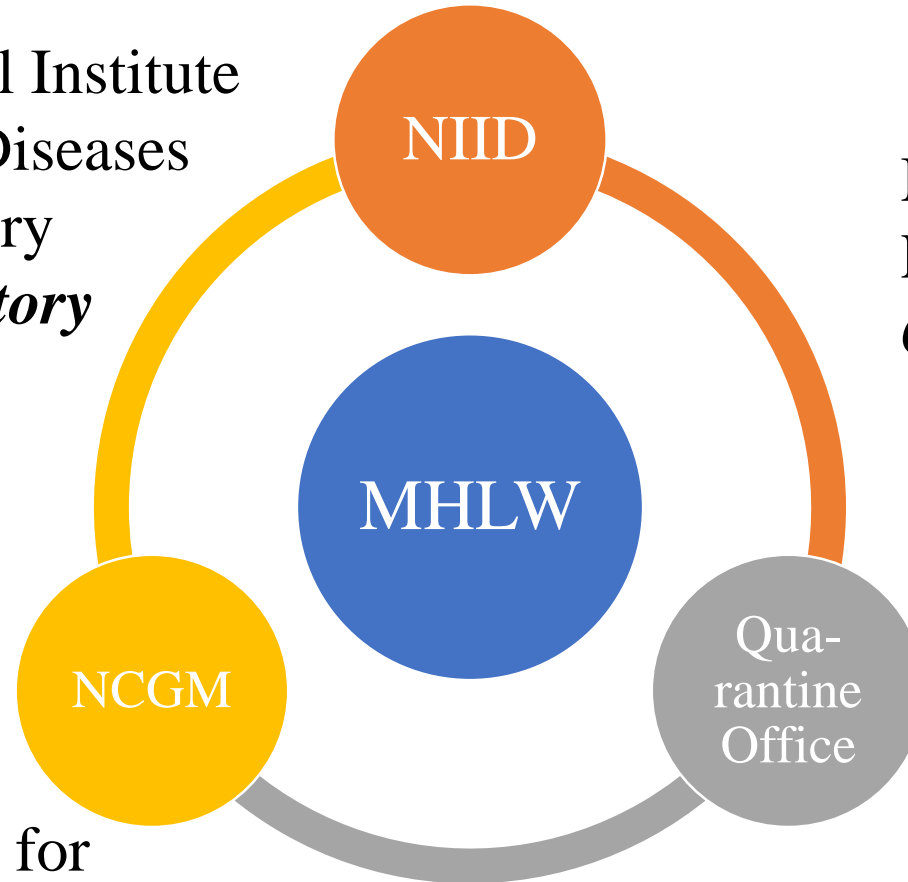 l Institute
Diseases
ry
tory
NIID
MHLW
NCGM
Qua-
rantine
Office
for